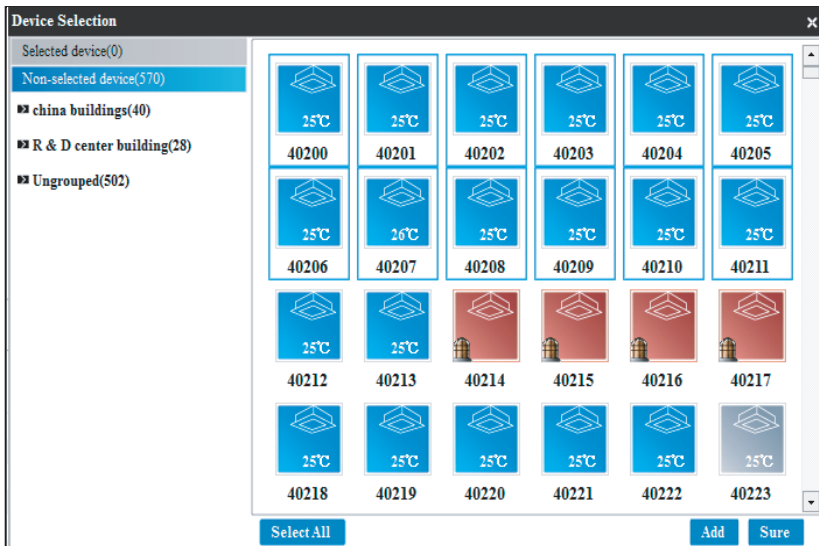 Device Selection
Selected device(0)
Non-selected device(570)
china buildings(40)
R & D center building(28)
Ungrouped(502)
25℃ 25℃ 25℃ 25℃ 25℃ 25℃
40200 40201 40202 40203 40204 40205
25℃ 26℃ 25℃ 25℃ 25℃ 25℃
40206 40207 40208 40209 40210 40211
25℃ 25℃
40212 40213 40214 40215 40216 40217
25℃ 25℃ 25℃ 25℃ 25℃ 25℃
40218 40219 40220 40221 40222 40223
Select All Add Sure